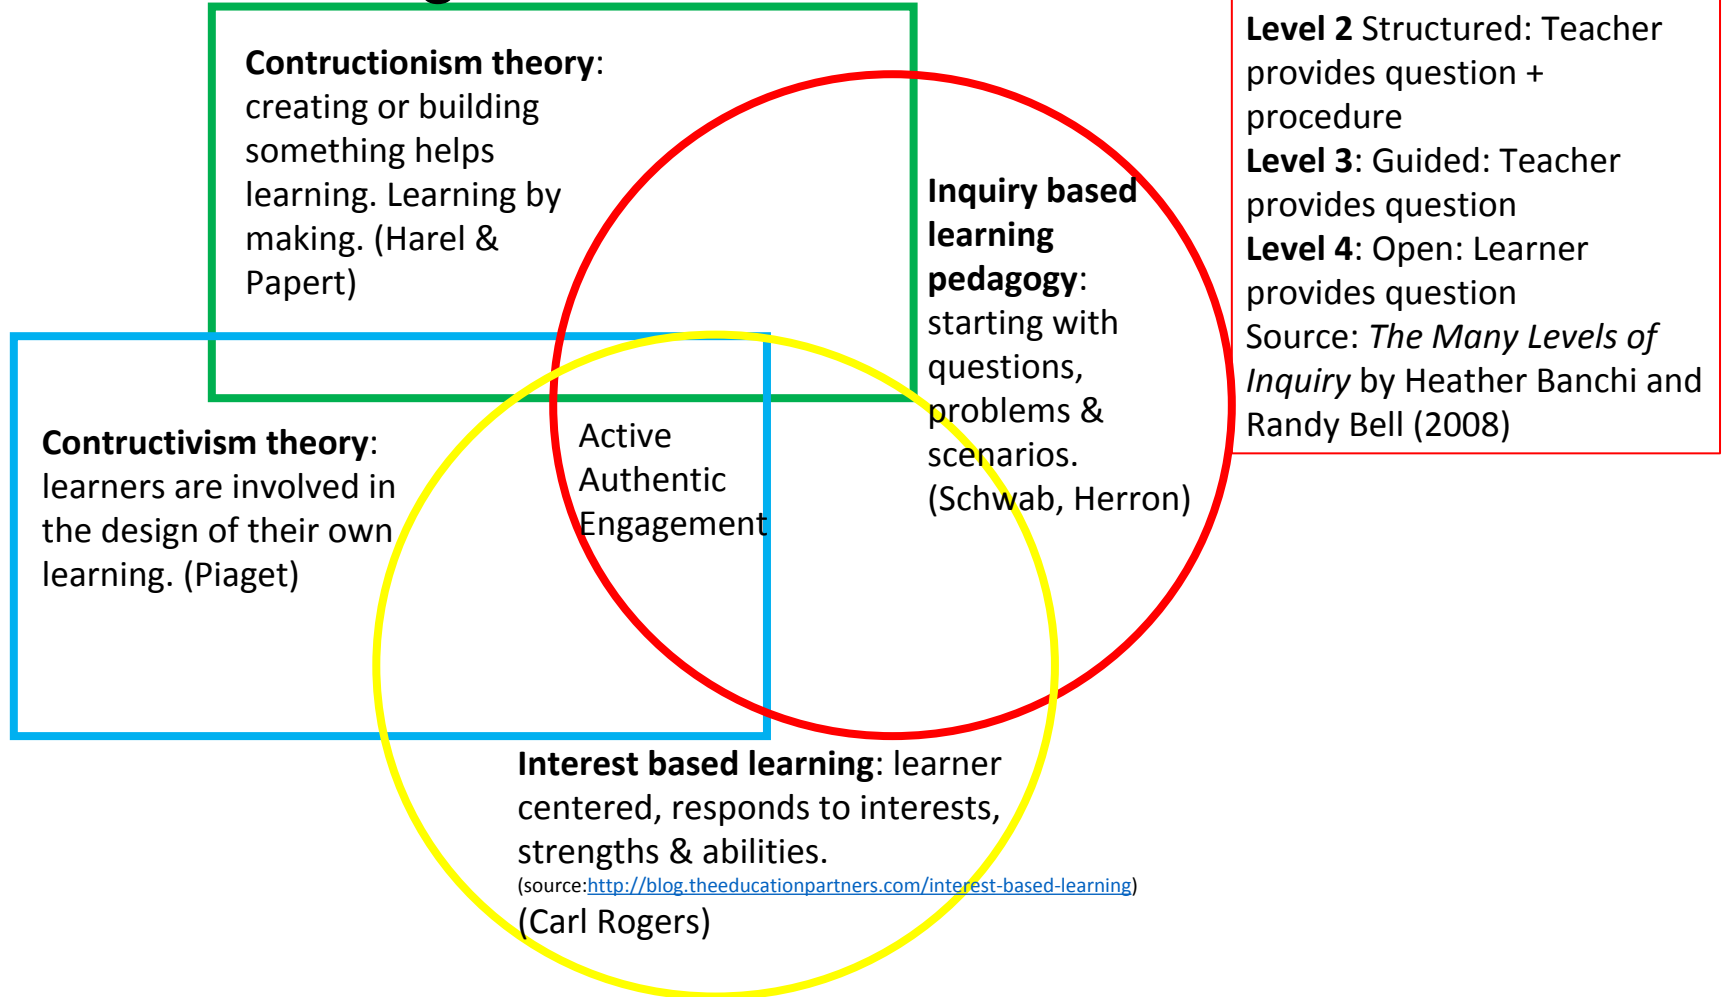 Contructionism theory:
creating or building
something helps
learning. Learning by
making. (Harel &
Papert)
Inquiry based
learning
pedagogy:
starting with
questions,
problems &
scenarios.
(Schwab, Herron)
Level 2 Structured: Teacher
provides question +
procedure
Level 3: Guided: Teacher
provides question
Level 4: Open: Learner
provides question
Source: The Many Levels of
Inquiry by Heather Banchi and
Randy Bell (2008)
Contructivism theory:
learners are involved in
the design of their own
learning. (Piaget)
Active
Authentic
Engagement
Interest based learning: learner
centered, responds to interests,
strengths & abilities.
(source:http://blog.theeducationpartners.com/interest-based-learning)
(Carl Rogers)